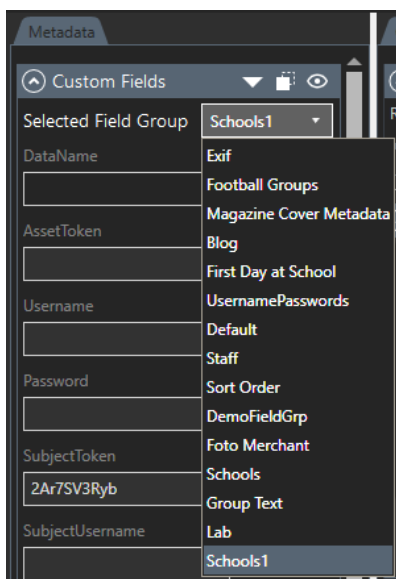 Metadata
Custom Fields
Selected Field Group Schools1
DataName
AssetToken
Username
Password
SubjectToken
2Ar7SV3Ryb
SubjectUsername
Exif
Football Groups
Magazine Cover Metadata
Blog
First Day at School
UsernamePasswords
Default
Staff
Sort Order
DemoFieldGrp
Foto Merchant
Schools
Group Text
Lab
Schools1